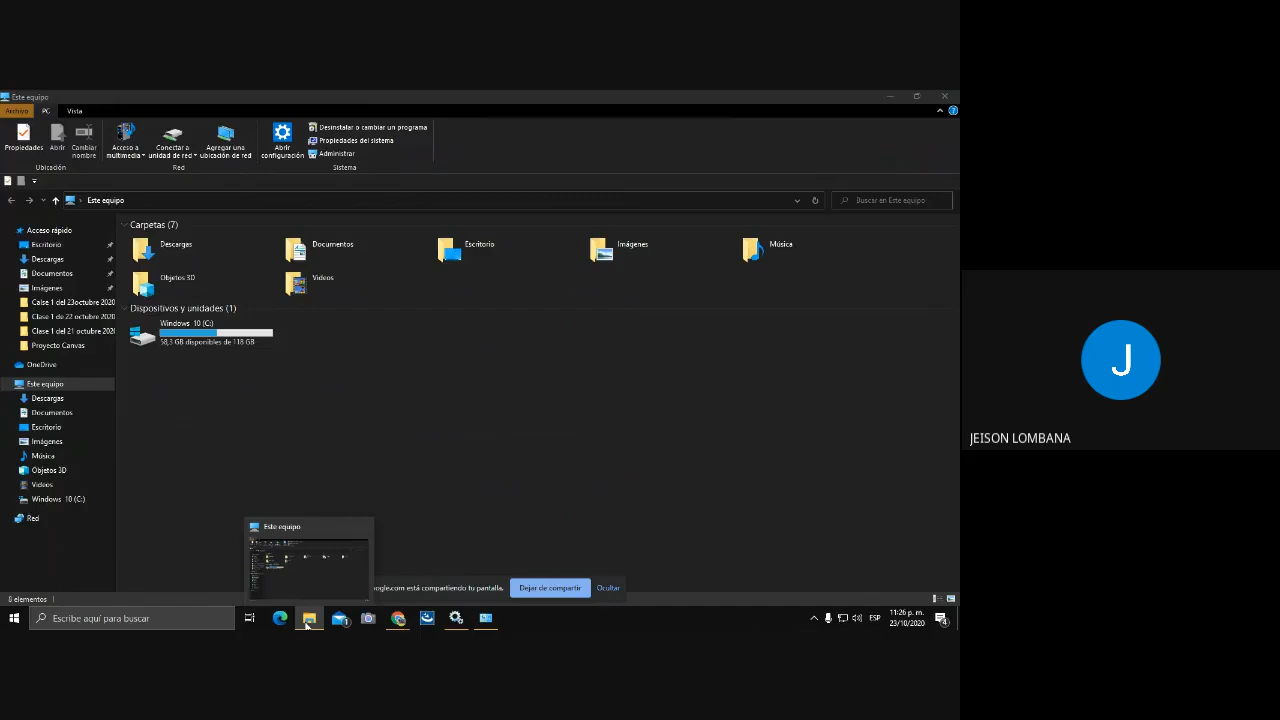 Este equipo
Archivo PC Vista
Propiedades
Abrir
Cambiar nombre
Ubicación
Acceso a multimedia
Conectar a unidad de red
Agregar una ubicación de red
Red
Abrir configuración
Desinstalar o cambiar un programa
Propiedades del sistema
Administrar
Sistema
Este equipo
Buscar en Este equipo
Acceso rápido
Escritorio
Descargas
Documentos
Imágenes
Calse 1 del 23octubre 2020
Clase 1 de 22 octubre 2020
Clase 1 del 21 octubre 2020
Proyecto Canvas
OneDrive
Este equipo
Descargas
Documentos
Escritorio
Imágenes
Música
Objetos 3D
Videos
Windows 10 (C:)
Red
Carpetas (7)
Descargas
Documentos
Escritorio
Imágenes
Música
Objetos 3D
Videos
Dispositivos y unidades (1)
Windows 10 (C:)
58,3 GB disponibles de 118 GB
Este equipo
ogle.com está compartiendo tu pantalla.
Dejar de compartir
Ocultar
8 elementos
Escribe aquí para buscar
ESP
11:26 p. m.
23/10/2020
4
J
JEISON LOMBANA